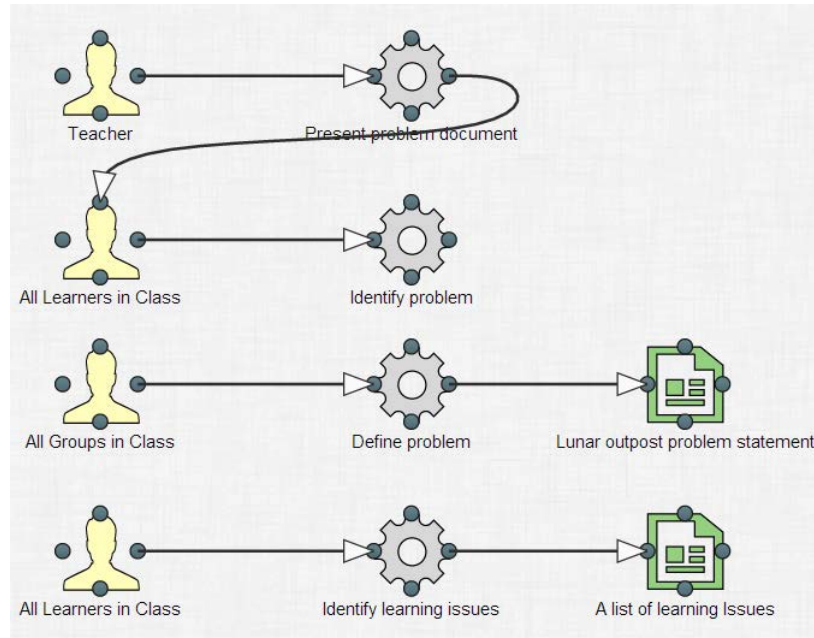 Teacher
Present problem document
All Learners in Class
Identify problem
All Groups in Class
Define problem
Lunar outpost problem statement
All Learners in Class
Identify learning issues
A list of learning Issues